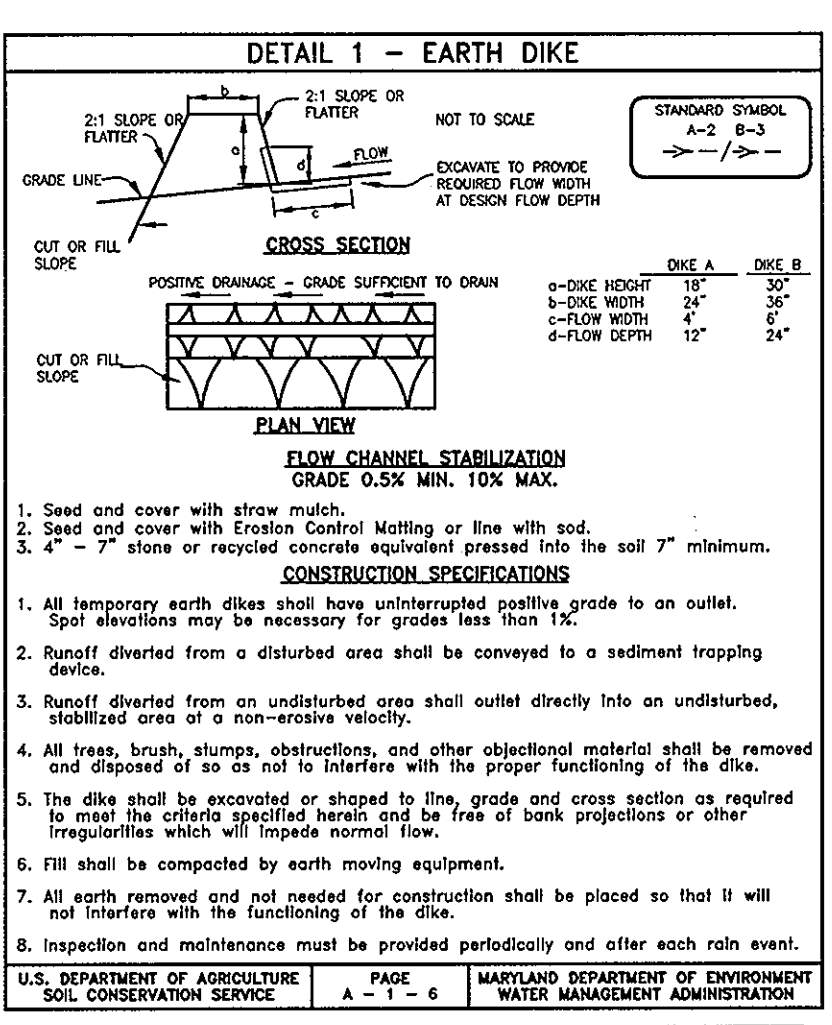 DETAIL 1 - EARTH DIKE
b
2:1 SLOPE OR
FLATTER
2:1 SLOPE OR
FLATTER
NOT TO SCALE
STANDARD SYMBOL
A-2 B-3
a
d
FLOW
GRADE LINE
EXCAVATE TO PROVIDE
REQUIRED FLOW WIDTH
AT DESIGN FLOW DEPTH
c
CUT OR FILL
SLOPE
CROSS SECTION
DIKE A DIKE B
a-DIKE HEIGHT 18" 30"
b-DIKE WIDTH 24" 36"
c-FLOW WIDTH 4' 6'
d-FLOW DEPTH 12" 24"
POSITIVE DRAINAGE - GRADE SUFFICIENT TO DRAIN
CUT OR FILL
SLOPE
PLAN VIEW
FLOW CHANNEL STABILIZATION
GRADE 0.5% MIN. 10% MAX.
1. Seed and cover with straw mulch.
2. Seed and cover with Erosion Control Matting or line with sod.
3. 4" - 7" stone or recycled concrete equivalent pressed into the soil 7" minimum.
CONSTRUCTION SPECIFICATIONS
1. All temporary earth dikes shall have uninterrupted positive grade to an outlet.
Spot elevations may be necessary for grades less than 1%.
2. Runoff diverted from a disturbed area shall be conveyed to a sediment trapping
device.
3. Runoff diverted from an undisturbed area shall outlet directly into an undisturbed,
stabilized area at a non-erosive velocity.
4. All trees, brush, stumps, obstructions, and other objectional material shall be removed
and disposed of so as not to interfere with the proper functioning of the dike.
5. The dike shall be excavated or shaped to line, grade and cross section as required
to meet the criteria specified herein and be free of bank projections or other
irregularities which will impede normal flow.
6. Fill shall be compacted by earth moving equipment.
7. All earth removed and not needed for construction shall be placed so that it will
not interfere with the functioning of the dike.
8. Inspection and maintenance must be provided periodically and after each rain event.
U.S. DEPARTMENT OF AGRICULTURE
SOIL CONSERVATION SERVICE
PAGE
A - 1 - 6
MARYLAND DEPARTMENT OF ENVIRONMENT
WATER MANAGEMENT ADMINISTRATION